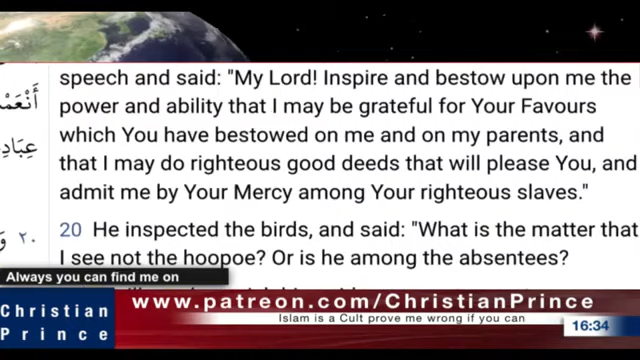 speech and said: "My Lord! Inspire and bestow upon me the
power and ability that I may be grateful for Your Favours
which You have bestowed on me and on my parents, and
that I may do righteous good deeds that will please You, and
admit me by Your Mercy among Your righteous slaves."
٢٠
20 He inspected the birds, and said: "What is the matter that
I see not the hoopoe? Or is he among the absentees?
Always you can find me on
Christian
Prince
www.patreon.com/ChristianPrince
Islam is a Cult prove me wrong if you can
16:34